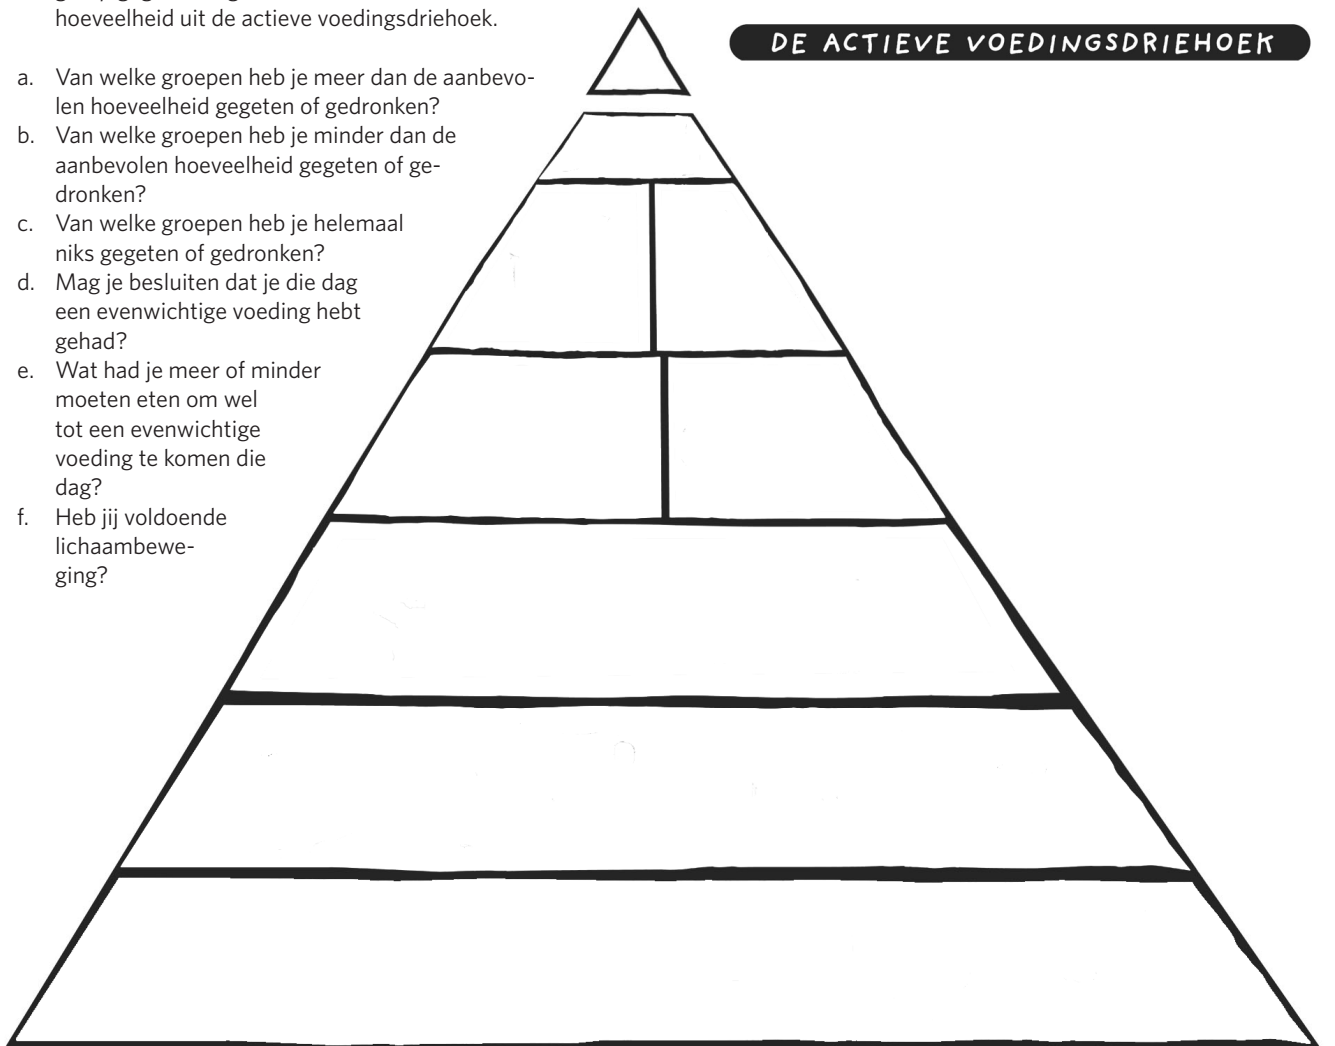 hoeveelheid uit de actieve voedingsdriehoek.
DE ACTIEVE VOEDINGSDRIEHOEK
a. Van welke groepen heb je meer dan de aanbevo-
len hoeveelheid gegeten of gedronken?
b. Van welke groepen heb je minder dan de
aanbevolen hoeveelheid gegeten of ge-
dronken?
c. Van welke groepen heb je helemaal
niks gegeten of gedronken?
d. Mag je besluiten dat je die dag
een evenwichtige voeding hebt
gehad?
e. Wat had je meer of minder
moeten eten om wel
tot een evenwichtige
voeding te komen die
dag?
f. Heb jij voldoende
lichaambewe-
ging?